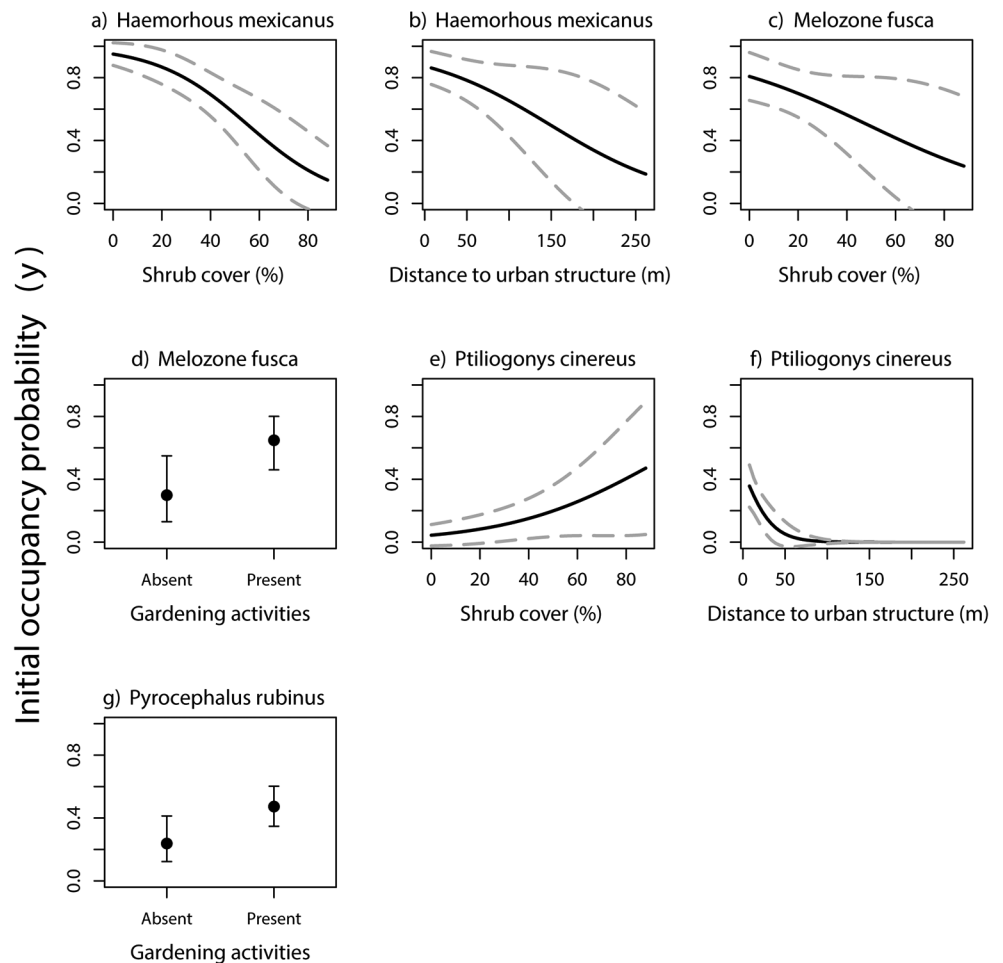 Initial occupancy probability (y)
a) Haemorhous mexicanus
0.8
0.4
0.0
0 20 40 60 80
Shrub cover (%)
b) Haemorhous mexicanus
0.8
0.4
0.0
0 50 150 250
Distance to urban structure (m)
c) Melozone fusca
0.8
0.4
0.0
0 20 40 60 80
Shrub cover (%)
d) Melozone fusca
0.8
0.4
0.0
Absent Present
Gardening activities
e) Ptiliogonys cinereus
0.8
0.4
0.0
0 20 40 60 80
Shrub cover (%)
f) Ptiliogonys cinereus
0.8
0.4
0.0
0 50 150 250
Distance to urban structure (m)
g) Pyrocephalus rubinus
0.8
0.4
0.0
Absent Present
Gardening activities